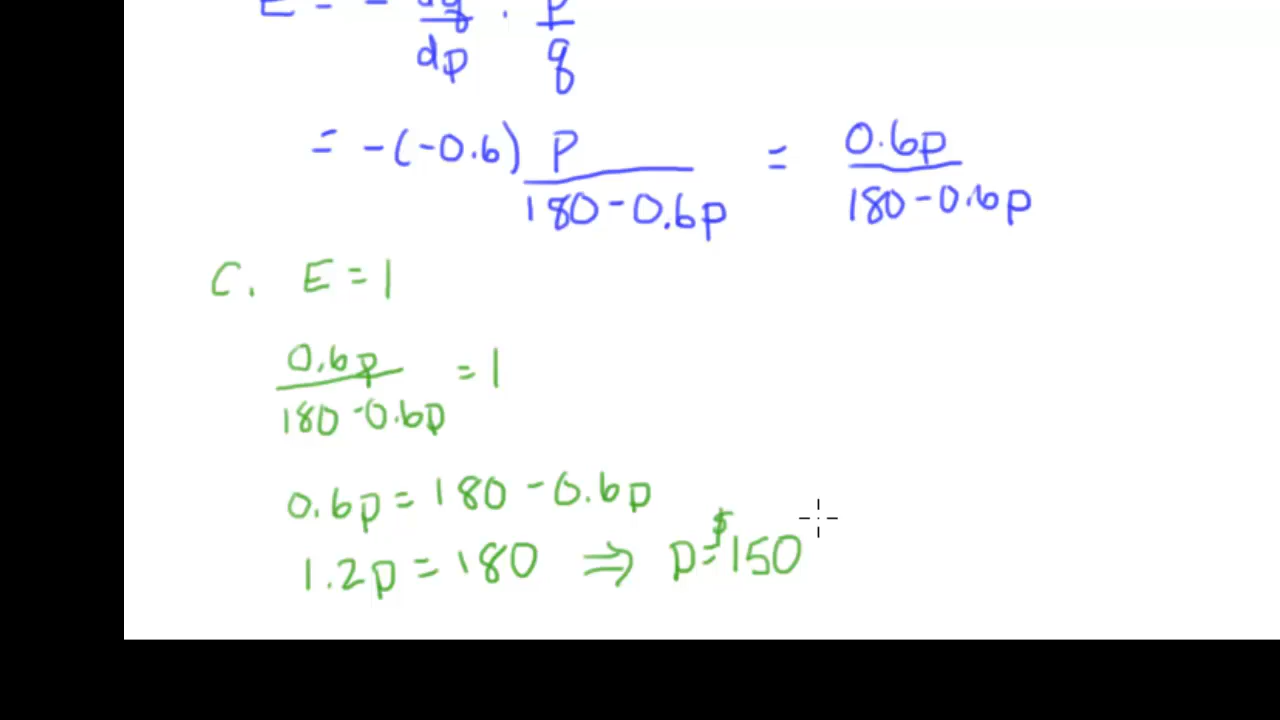 E = - dq/dp · p/q
= -(-0.6) p/(180-0.6p) = 0.6p/(180-0.6p)
C. E = 1
0.6p/(180-0.6p) = 1
0.6p = 180 - 0.6p
1.2p = 180 ⇒ p = $150